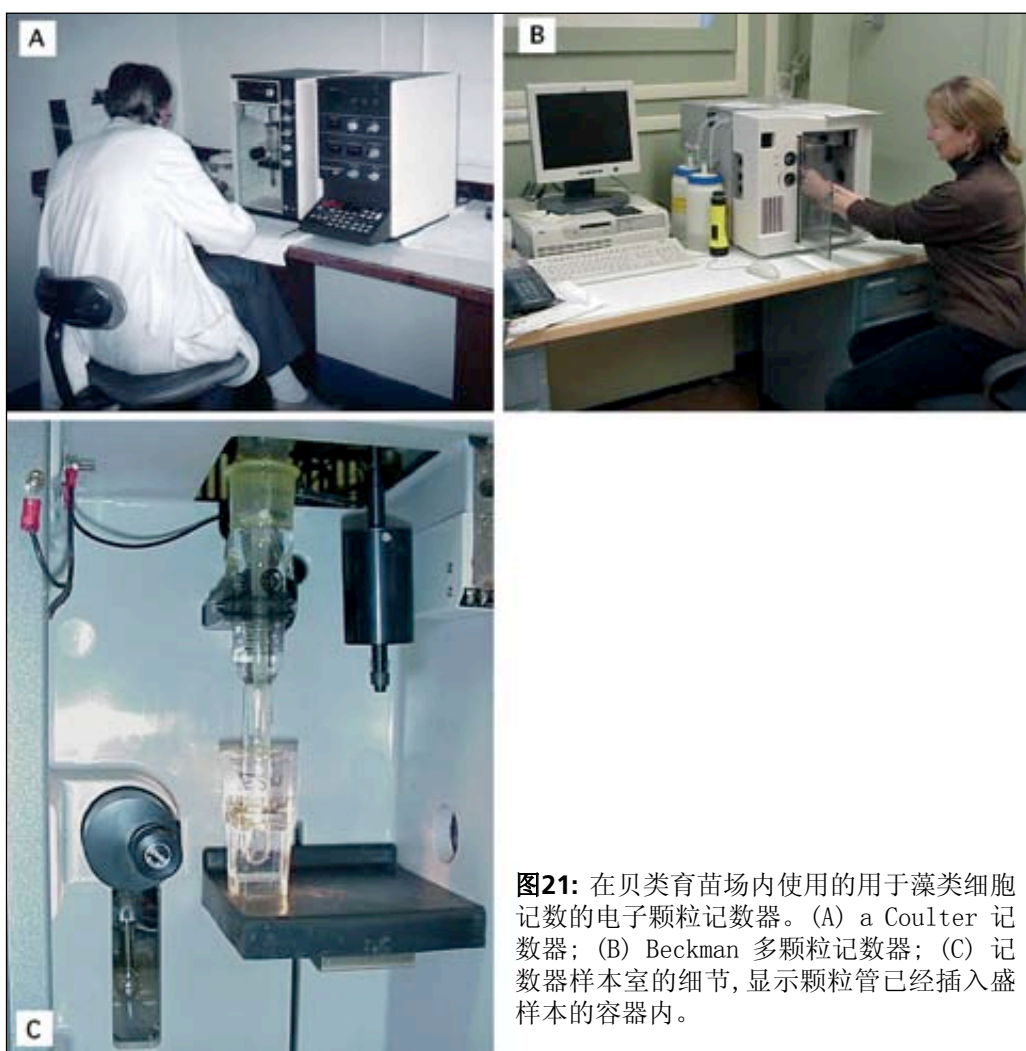 A
B
C
图21: 在贝类育苗场内使用的用于藻类细胞
记数的电子颗粒记数器。(A) a Coulter 记
数器; (B) Beckman 多颗粒记数器; (C) 记
数器样本室的细节,显示颗粒管已经插入盛
样本的容器内。